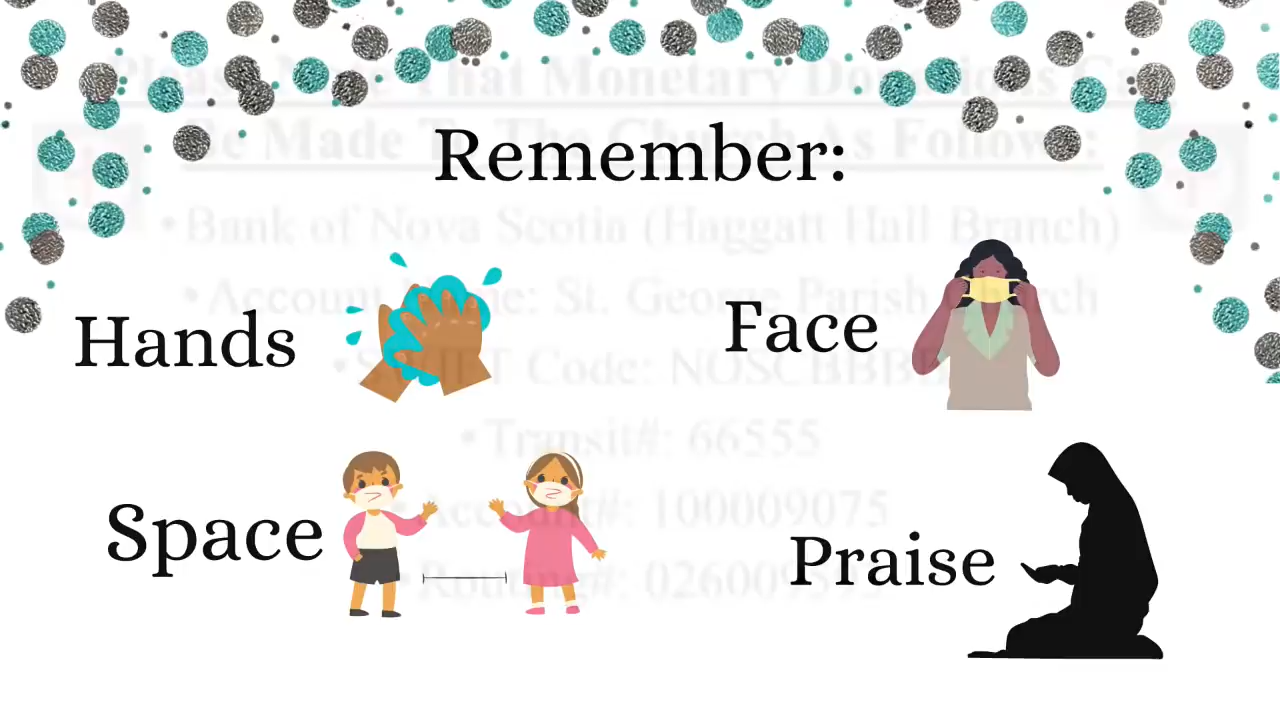 Please Note That Monetary Donations Can
Be Made To The Church As Follows:
Remember:
•Bank of Nova Scotia (Haggatt Hall Branch)
•Account Name: St. George Parish Church
Hands
Face
•SWIFT Code:
•Transit#: 66555
•Account#: 100009075
Space
Praise
•Routing#: